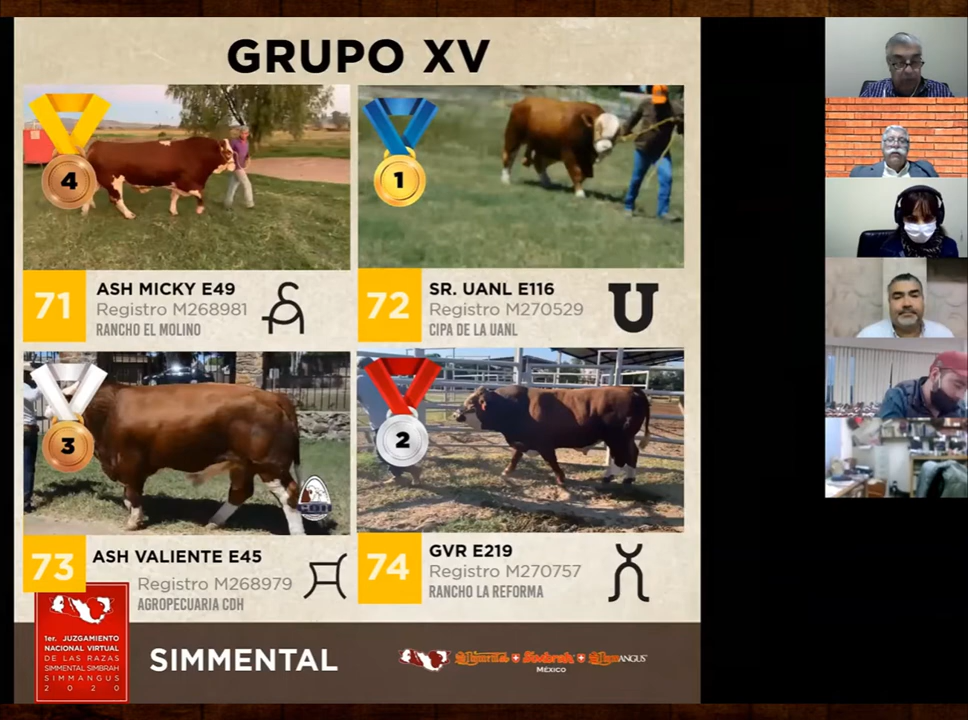 GRUPO XV
4
1
71
ASH MICKY E49
Registro M268981
RANCHO EL MOLINO
72
SR. UANL E116
Registro M270529
CIPA DE LA UANL
U
3
2
73
ASH VALIENTE E45
Registro M268979
AGROPECUARIA CDH
74
GVR E219
Registro M270757
RANCHO LA REFORMA
1er. JUZGAMIENTO
NACIONAL VIRTUAL
DE LAS RAZAS
SIMMENTAL SIMBRAH
SIMMANGUS
2020
SIMMENTAL
MÉXICO